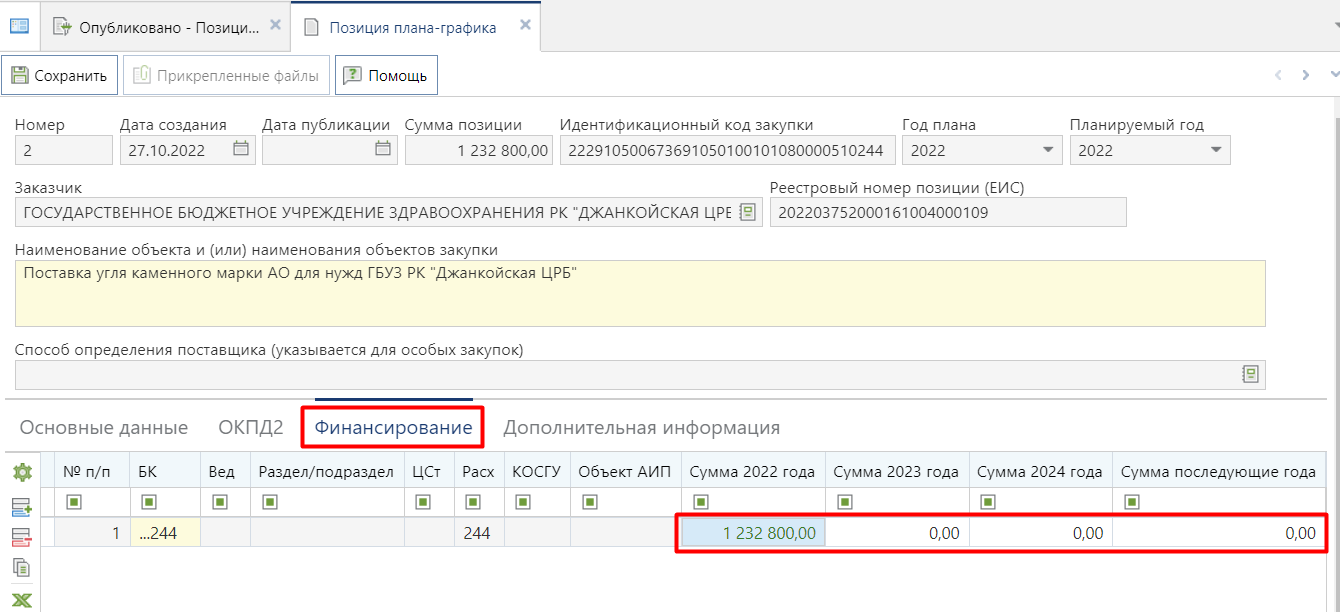 Опубликовано - Позици...
Позиция плана-графика
Сохранить
Прикрепленные файлы
Помощь
Номер Дата создания Дата публикации Сумма позиции Идентификационный код закупки Год плана Планируемый год
2 27.10.2022 1 232 800,00 222910500673691050100101080000510244 2022 2022
Заказчик Реестровый номер позиции (ЕИС)
ГОСУДАРСТВЕННОЕ БЮДЖЕТНОЕ УЧРЕЖДЕНИЕ ЗДРАВООХРАНЕНИЯ РК "ДЖАНКОЙСКАЯ ЦРБ 202203752000161004000109
Наименование объекта и (или) наименования объектов закупки
Поставка угля каменного марки АО для нужд ГБУЗ РК "Джанкойская ЦРБ"
Способ определения поставщика (указывается для особых закупок)
Основные данные ОКПД2 Финансирование Дополнительная информация
№ п/п БК Вед Раздел/подраздел ЦСт Расх КОСГУ Объект АИП Сумма 2022 года Сумма 2023 года Сумма 2024 года Сумма последующие года
1 ...244 244 1 232 800,00 0,00 0,00 0,00